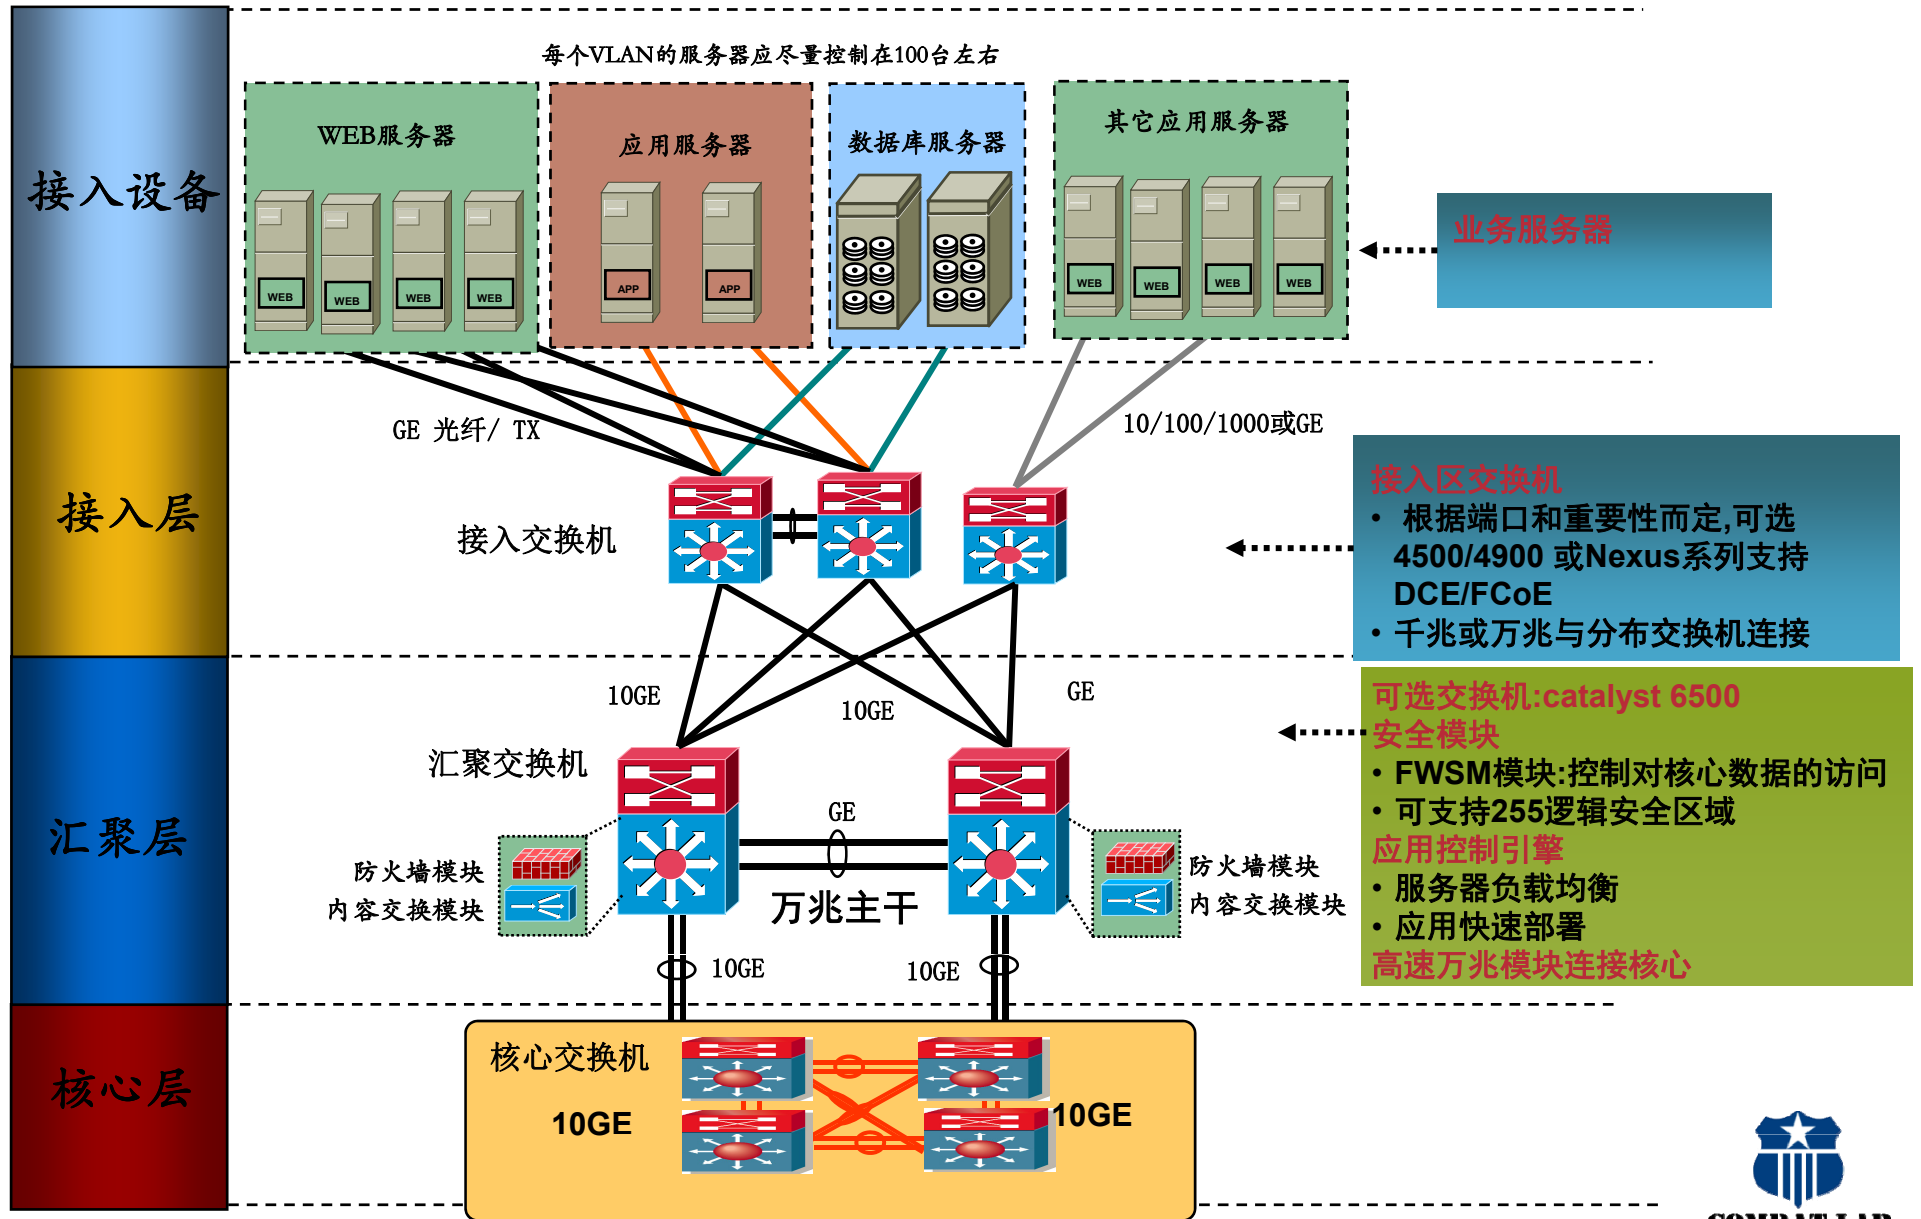 每个VLAN的服务器应尽量控制在100台左右
接入设备
WEB服务器
WEB
WEB
WEB
WEB
应用服务器
APP
APP
数据库服务器
其它应用服务器
WEB
WEB
WEB
WEB
业务服务器
接入层
GE 光纤/ TX
10/100/1000或GE
接入交换机
接入区交换机
• 根据端口和重要性而定,可选
4500/4900 或Nexus系列支持
DCE/FCoE
• 千兆或万兆与分布交换机连接
汇聚层
10GE
10GE
GE
汇聚交换机
GE
万兆主干
防火墙模块
内容交换模块
防火墙模块
内容交换模块
10GE
10GE
可选交换机:catalyst 6500
安全模块
• FWSM模块:控制对核心数据的访问
• 可支持255逻辑安全区域
应用控制引擎
• 服务器负载均衡
• 应用快速部署
高速万兆模块连接核心
核心层
核心交换机
10GE
10GE
COMBAT LAB